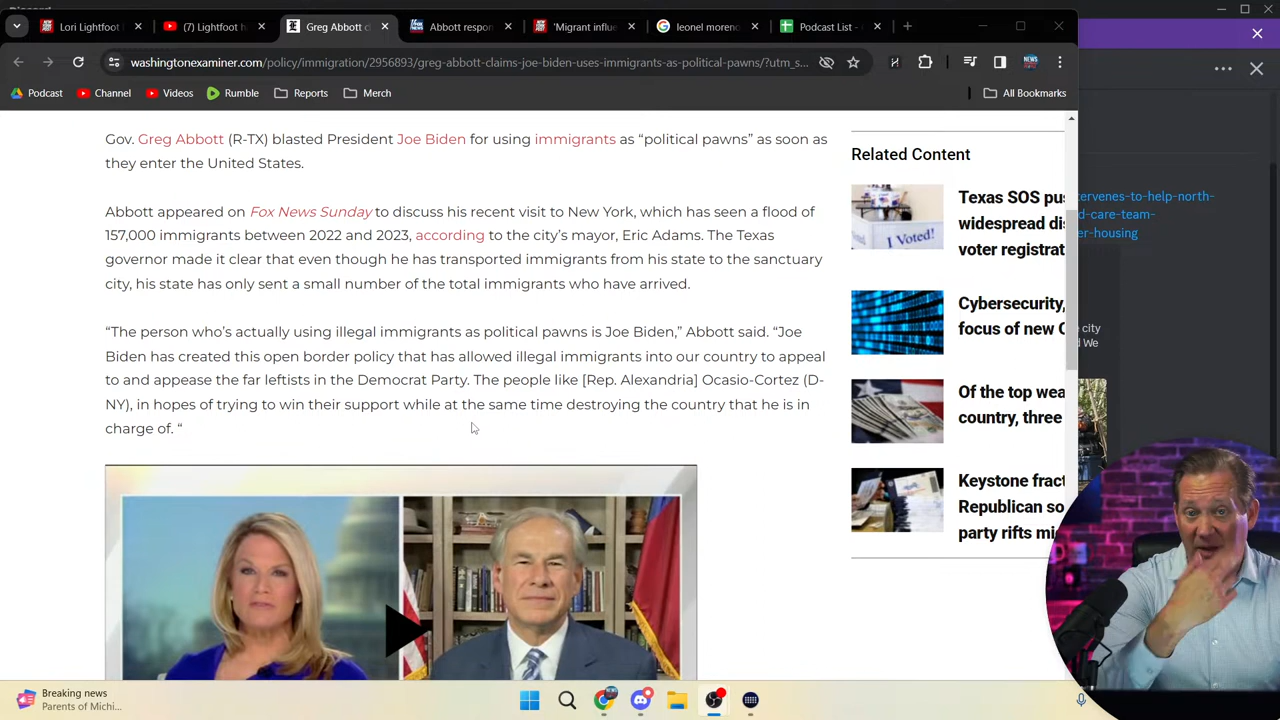 Discord
Lori Lightfoot
(7) Lightfoot h
Greg Abbott c
Abbott respon
'Migrant influe
leonel moreno
Podcast List -
washingtonexaminer.com/policy/immigration/2956893/greg-abbott-claims-joe-biden-uses-immigrants-as-political-pawns/?utm_s...
Podcast
Channel
Videos
Rumble
Reports
Merch
All Bookmarks
Gov. Greg Abbott (R-TX) blasted President Joe Biden for using immigrants as “political pawns” as soon as
they enter the United States.
Abbott appeared on Fox News Sunday to discuss his recent visit to New York, which has seen a flood of
157,000 immigrants between 2022 and 2023, according to the city’s mayor, Eric Adams. The Texas
governor made it clear that even though he has transported immigrants from his state to the sanctuary
city, his state has only sent a small number of the total immigrants who have arrived.
“The person who’s actually using illegal immigrants as political pawns is Joe Biden,” Abbott said. “Joe
Biden has created this open border policy that has allowed illegal immigrants into our country to appeal
to and appease the far leftists in the Democrat Party. The people like [Rep. Alexandria] Ocasio-Cortez (D-
NY), in hopes of trying to win their support while at the same time destroying the country that he is in
charge of. “
Related Content
Texas SOS pu
widespread di
voter registrat
I Voted!
Cybersecurity,
focus of new C
Of the top wea
country, three
Keystone fract
Republican so
party rifts mi
tervenes-to-help-north-
d-care-team-
er-housing
e city
d We
Breaking news
Parents of Michi...